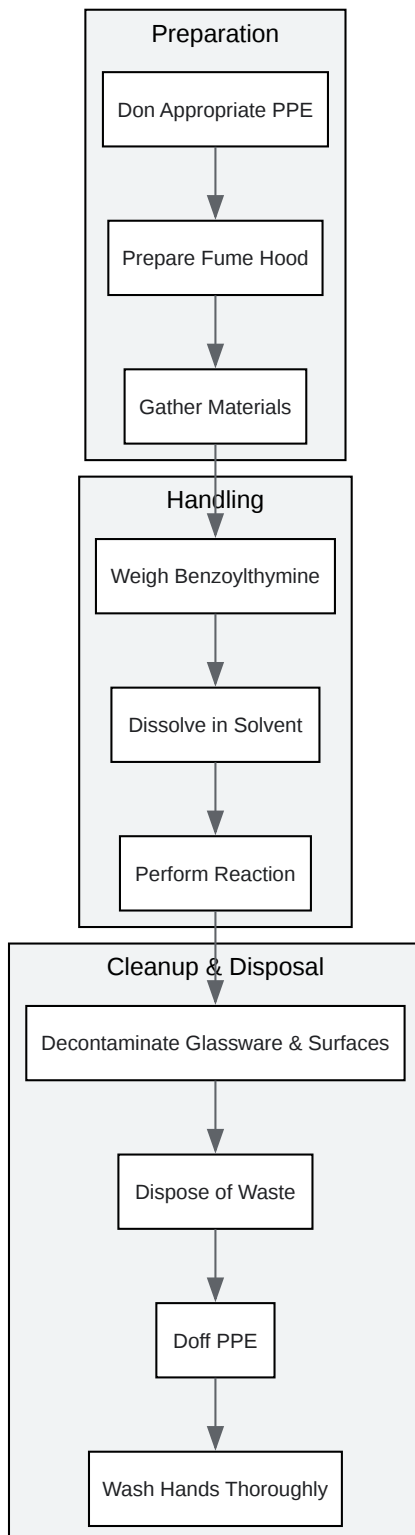 Preparation
Don Appropriate PPE
Prepare Fume Hood
Gather Materials
Handling
Weigh Benzoylthymine
Dissolve in Solvent
Perform Reaction
Cleanup & Disposal
Decontaminate Glassware & Surfaces
Dispose of Waste
Doff PPE
Wash Hands Thoroughly